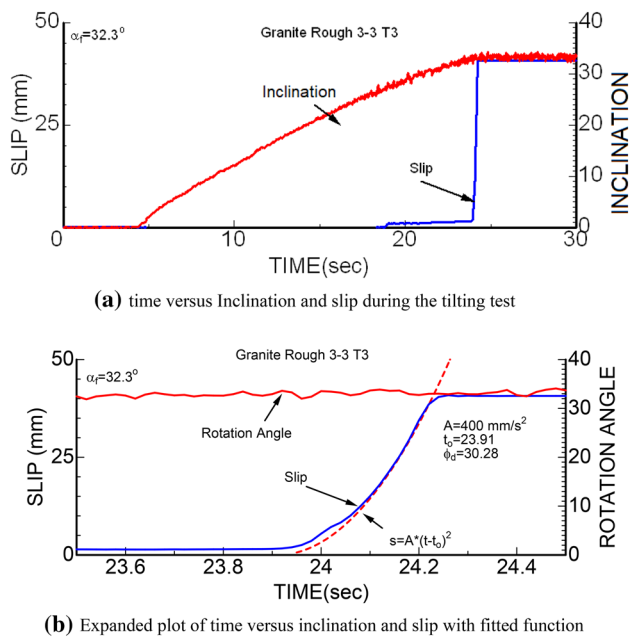 Granite Rough 3-3 T3
αf=32.3°
50
40
SLIP (mm)
Inclination
30
25
20
Slip
10
INCLINATION
0
0
0
10
20
30
TIME(sec)
(a) time versus Inclination and slip during the tilting test
Granite Rough 3-3 T3
αf=32.3°
50
40
SLIP (mm)
40
30
Rotation Angle
A=400 mm/s²
to=23.91
ϕd=30.28
30
20
Slip
20
10
s=A*(t-to)²
10
ROTATION ANGLE
0
0
23.6
23.8
24
24.2
24.4
TIME(sec)
(b) Expanded plot of time versus inclination and slip with fitted function